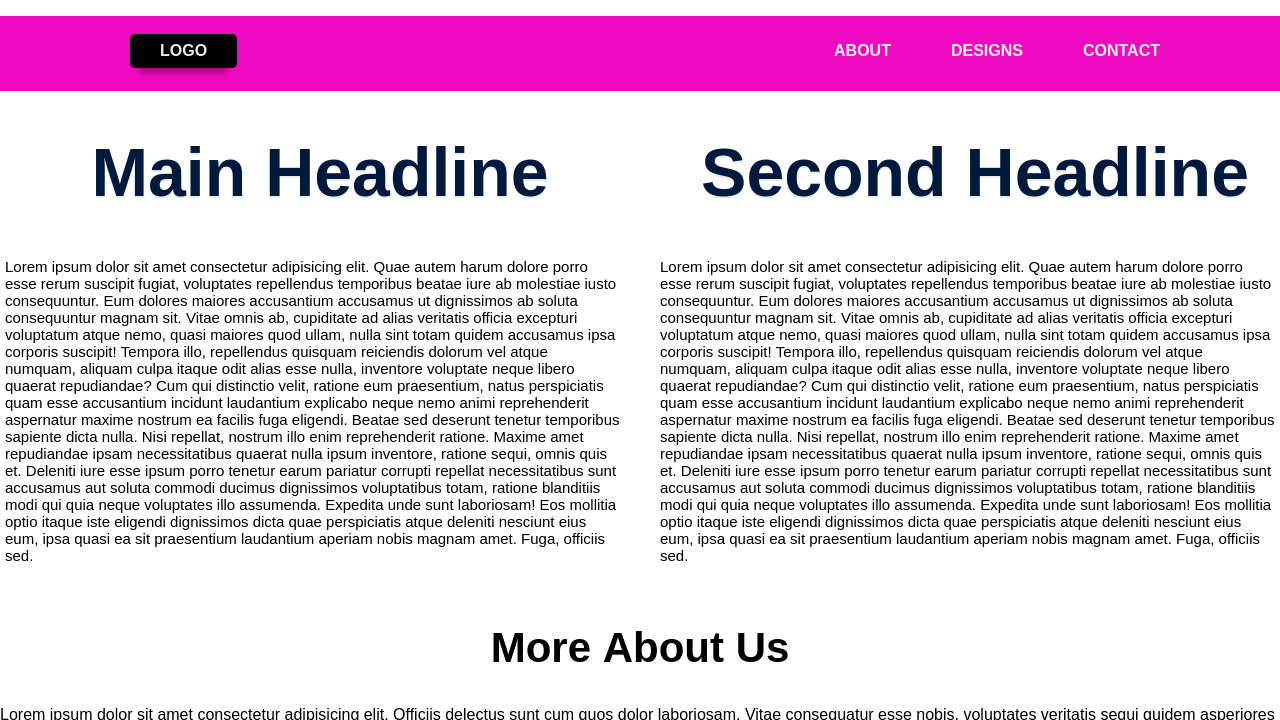 LOGO
ABOUT
DESIGNS
CONTACT
Main Headline
Lorem ipsum dolor sit amet consectetur adipisicing elit. Quae autem harum dolore porro
esse rerum suscipit fugiat, voluptates repellendus temporibus beatae iure ab molestiae iusto
consequuntur. Eum dolores maiores accusantium accusamus ut dignissimos ab soluta
consequuntur magnam sit. Vitae omnis ab, cupiditate ad alias veritatis officia excepturi
voluptatum atque nemo, quasi maiores quod ullam, nulla sint totam quidem accusamus ipsa
corporis suscipit! Tempora illo, repellendus quisquam reiciendis dolorum vel atque
numquam, aliquam culpa itaque odit alias esse nulla, inventore voluptate neque libero
quaerat repudiandae? Cum qui distinctio velit, ratione eum praesentium, natus perspiciatis
quam esse accusantium incidunt laudantium explicabo neque nemo animi reprehenderit
aspernatur maxime nostrum ea facilis fuga eligendi. Beatae sed deserunt tenetur temporibus
sapiente dicta nulla. Nisi repellat, nostrum illo enim reprehenderit ratione. Maxime amet
repudiandae ipsam necessitatibus quaerat nulla ipsum inventore, ratione sequi, omnis quis
et. Deleniti iure esse ipsum porro tenetur earum pariatur corrupti repellat necessitatibus sunt
accusamus aut soluta commodi ducimus dignissimos voluptatibus totam, ratione blanditiis
modi qui quia neque voluptates illo assumenda. Expedita unde sunt laboriosam! Eos mollitia
optio itaque iste eligendi dignissimos dicta quae perspiciatis atque deleniti nesciunt eius
eum, ipsa quasi ea sit praesentium laudantium aperiam nobis magnam amet. Fuga, officiis
sed.
Second Headline
Lorem ipsum dolor sit amet consectetur adipisicing elit. Quae autem harum dolore porro
esse rerum suscipit fugiat, voluptates repellendus temporibus beatae iure ab molestiae iusto
consequuntur. Eum dolores maiores accusantium accusamus ut dignissimos ab soluta
consequuntur magnam sit. Vitae omnis ab, cupiditate ad alias veritatis officia excepturi
voluptatum atque nemo, quasi maiores quod ullam, nulla sint totam quidem accusamus ipsa
corporis suscipit! Tempora illo, repellendus quisquam reiciendis dolorum vel atque
numquam, aliquam culpa itaque odit alias esse nulla, inventore voluptate neque libero
quaerat repudiandae? Cum qui distinctio velit, ratione eum praesentium, natus perspiciatis
quam esse accusantium incidunt laudantium explicabo neque nemo animi reprehenderit
aspernatur maxime nostrum ea facilis fuga eligendi. Beatae sed deserunt tenetur temporibus
sapiente dicta nulla. Nisi repellat, nostrum illo enim reprehenderit ratione. Maxime amet
repudiandae ipsam necessitatibus quaerat nulla ipsum inventore, ratione sequi, omnis quis
et. Deleniti iure esse ipsum porro tenetur earum pariatur corrupti repellat necessitatibus sunt
accusamus aut soluta commodi ducimus dignissimos voluptatibus totam, ratione blanditiis
modi qui quia neque voluptates illo assumenda. Expedita unde sunt laboriosam! Eos mollitia
optio itaque iste eligendi dignissimos dicta quae perspiciatis atque deleniti nesciunt eius
eum, ipsa quasi ea sit praesentium laudantium aperiam nobis magnam amet. Fuga, officiis
sed.
More About Us
Lorem ipsum dolor sit amet consectetur adipisicing elit. Officiis delectus sunt cum quos dolor laboriosam. Vitae consequatur esse nobis, voluptates veritatis sequi quidem asperiores